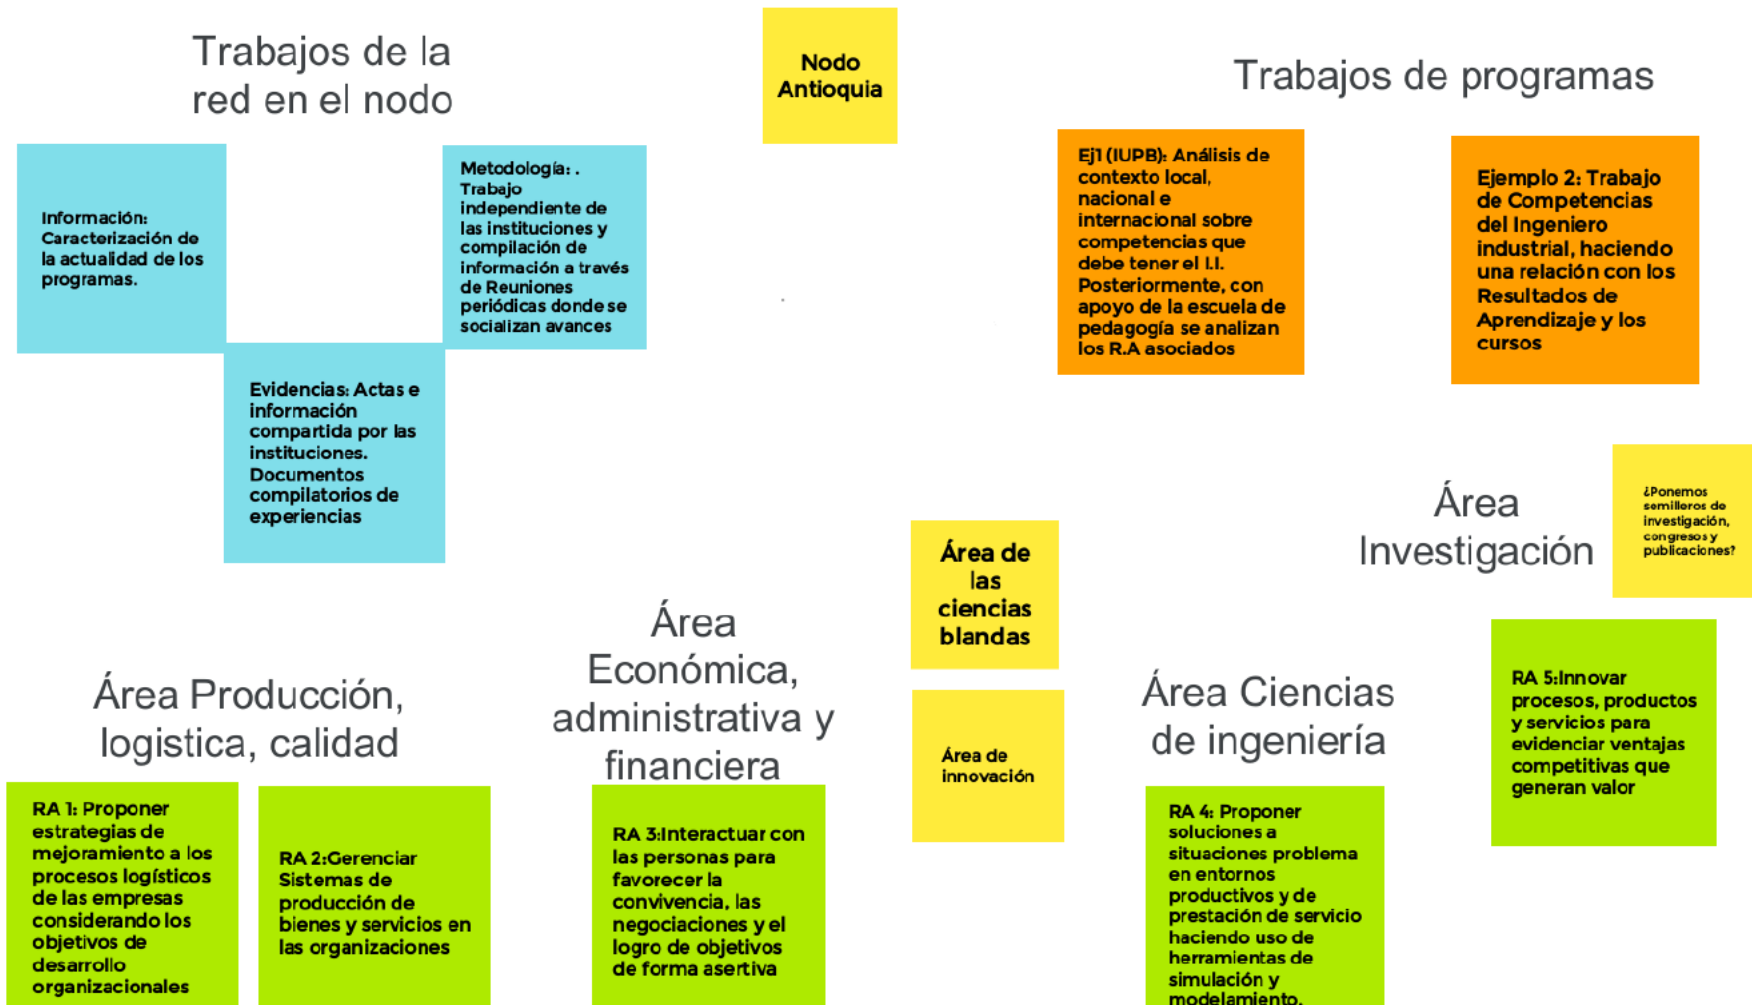 Trabajos de la
red en el nodo
Nodo
Antioquia
Trabajos de programas
Información:
Caracterización de
la actualidad de los
programas.
Metodología: .
Trabajo
independiente de
las instituciones y
compilación de
información a través
de Reuniones
periódicas donde se
socializan avances
Evidencias: Actas e
información
compartida por las
instituciones.
Documentos
compilatorios de
experiencias
Ej1 (IUPB): Análisis de
contexto local,
nacional e
internacional sobre
competencias que
debe tener el I.I.
Posteriormente, con
apoyo de la escuela de
pedagogía se analizan
los R.A asociados
Ejemplo 2: Trabajo
de Competencias
del Ingeniero
industrial, haciendo
una relación con los
Resultados de
Aprendizaje y los
cursos
Área
Investigación
¿Ponemos
semilleros de
investigación,
congresos y
publicaciones?
Área de
las
ciencias
blandas
Área de
innovación
Área Producción,
logistica, calidad
RA 1: Proponer
estrategias de
mejoramiento a los
procesos logísticos
de las empresas
considerando los
objetivos de
desarrollo
organizacionales
RA 2:Gerenciar
Sistemas de
producción de
bienes y servicios en
las organizaciones
Área
Económica,
administrativa y
financiera
RA 3:Interactuar con
las personas para
favorecer la
convivencia, las
negociaciones y el
logro de objetivos
de forma asertiva
Área Ciencias
de ingeniería
RA 4: Proponer
soluciones a
situaciones problema
en entornos
productivos y de
prestación de servicio
haciendo uso de
herramientas de
simulación y
modelamiento.
RA 5:Innovar
procesos, productos
y servicios para
evidenciar ventajas
competitivas que
generan valor